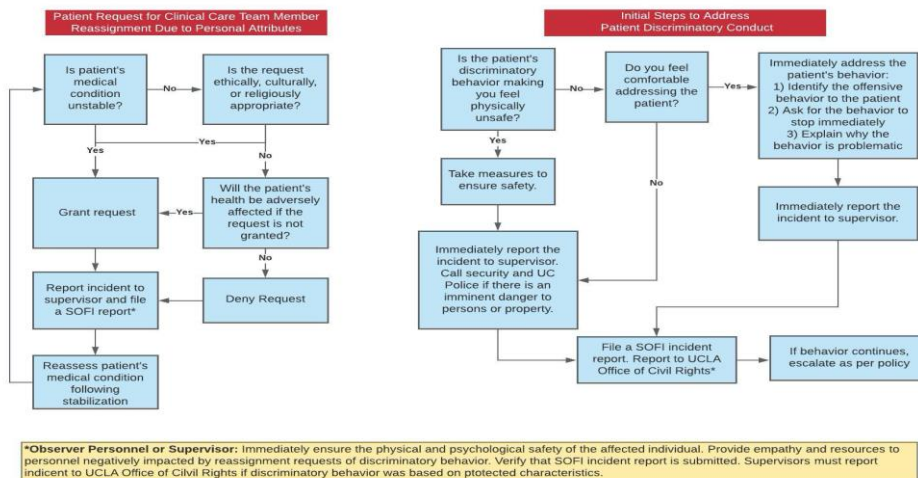 Patient Request for Clinical Care Team Member
Reassignment Due to Personal Attributes
Is patient's
medical
condition
unstable?
No
Is the request
ethically, culturally,
or religiously
appropriate?
Yes
Yes
No
Grant request
Yes
Will the patient's
health be adversely
affected if the
request is not
granted?
No
Report incident to
supervisor and file
a SOFI report*
Deny Request
Reassess patient's
medical condition
following
stabilization
Initial Steps to Address
Patient Discriminatory Conduct
Is the patient's
discriminatory
behavior making
you feel
physically
unsafe?
No
Do you feel
comfortable
addressing the
patient?
Yes
Immediately address the
patient's behavior:
1) Identify the offensive
behavior to the patient
2) Ask for the behavior to
stop immediately
3) Explain why the
behavior is problematic
Yes
No
Take measures to
ensure safety.
Immediately report the
incident to supervisor.
Immediately report the
incident to supervisor.
Call security and UC
Police if there is an
imminent danger to
persons or property.
File a SOFI incident
report. Report to UCLA
Office of Civil Rights*
If behavior continues,
escalate as per policy
*Observer Personnel or Supervisor: Immediately ensure the physical and psychological safety of the affected individual. Provide empathy and resources to
personnel negatively impacted by reassignment requests of discriminatory behavior. Verify that SOFI incident report is submitted. Supervisors must report
indicent to UCLA Office of Cilvil Rights if discriminatory behavior was based on ptotected characteristics.